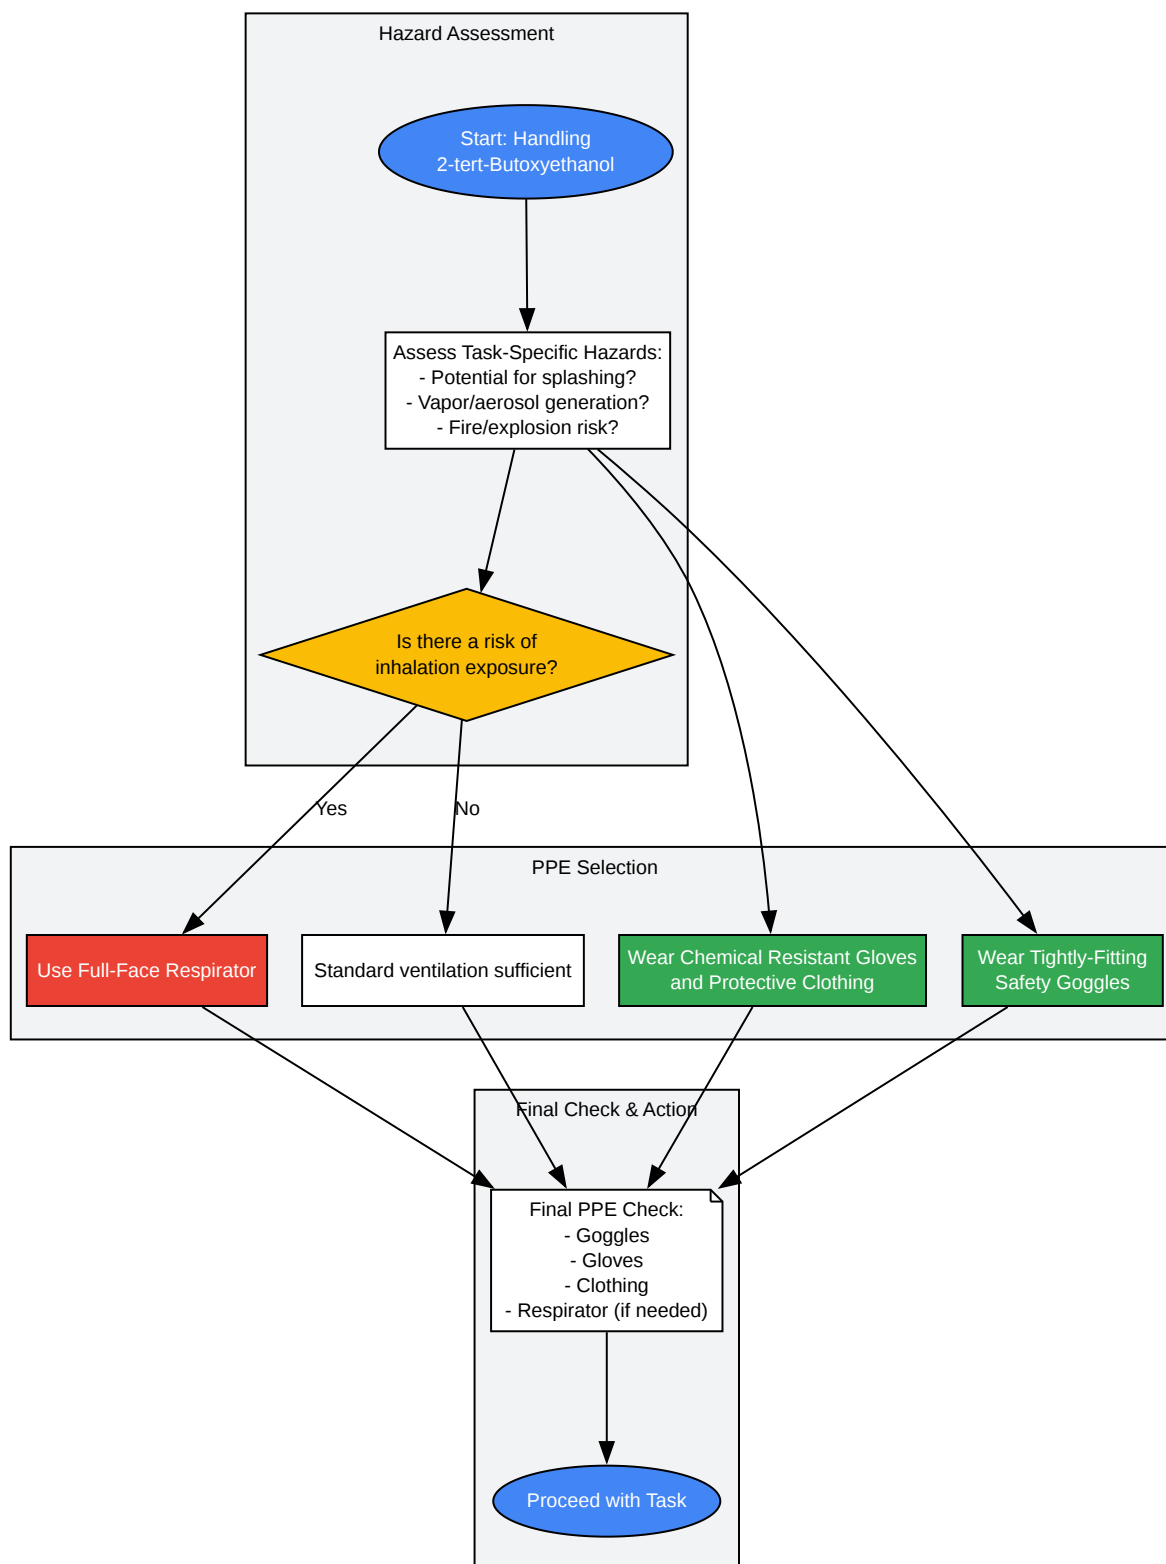 Hazard Assessment
Start: Handling
2-tert-Butoxyethanol
Assess Task-Specific Hazards:
- Potential for splashing?
- Vapor/aerosol generation?
- Fire/explosion risk?
Is there a risk of
inhalation exposure?
Yes
No
PPE Selection
Use Full-Face Respirator
Standard ventilation sufficient
Wear Chemical Resistant Gloves
and Protective Clothing
Wear Tightly-Fitting
Safety Goggles
Final Check & Action
Final PPE Check:
- Goggles
- Gloves
- Clothing
- Respirator (if needed)
Proceed with Task